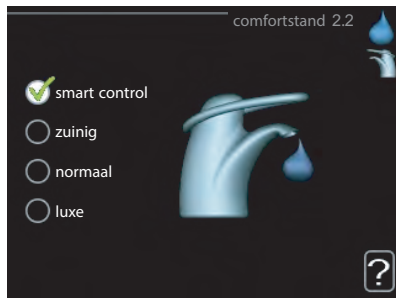 comfortstand 2.2
smart control
zuinig
normaal
luxe
?